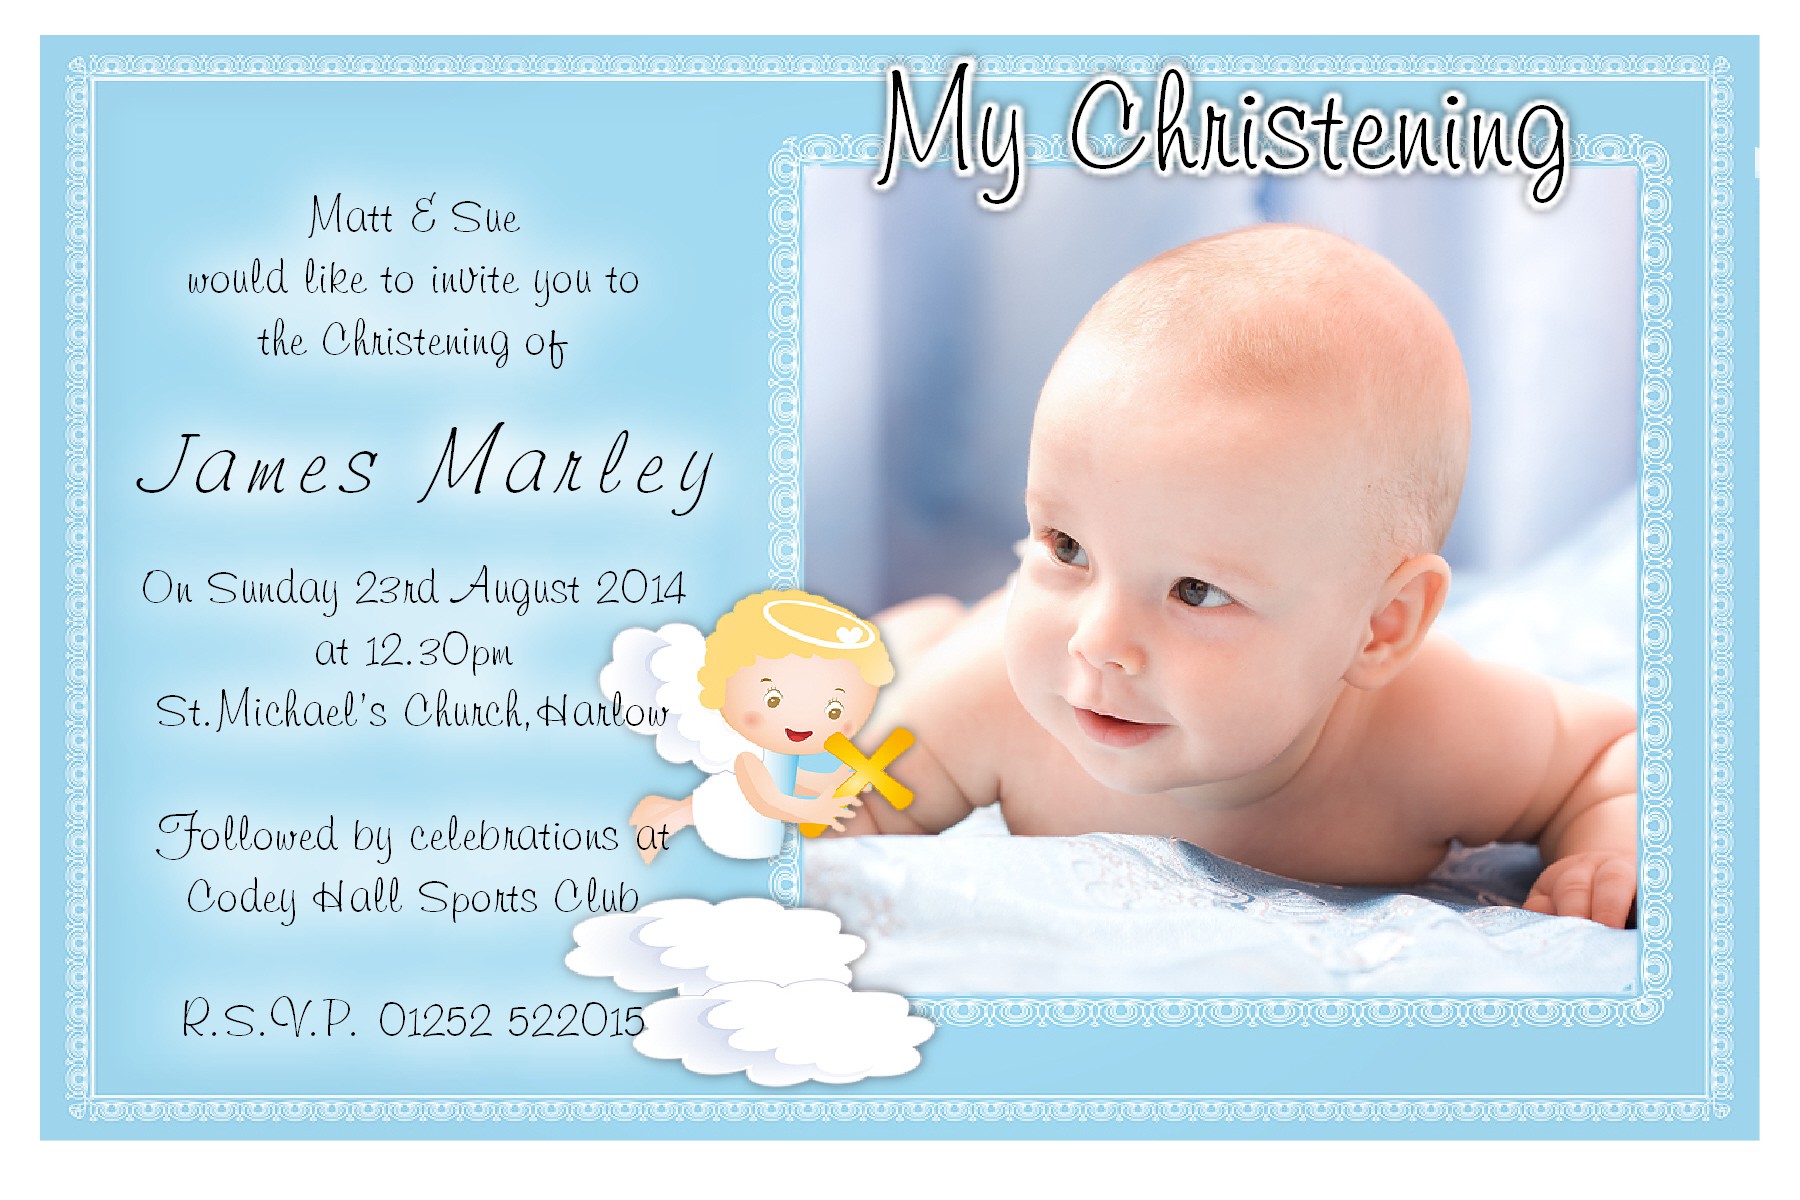 My Christening
Matt & Sue
would like to invite you to
the Christening of
James Marley
On Sunday 23rd August 2014
at 12.30pm
St.Michael's Church,Harlow
Followed by celebrations at
Codey Hall Sports Club
R.S.V.P. 01252 522015